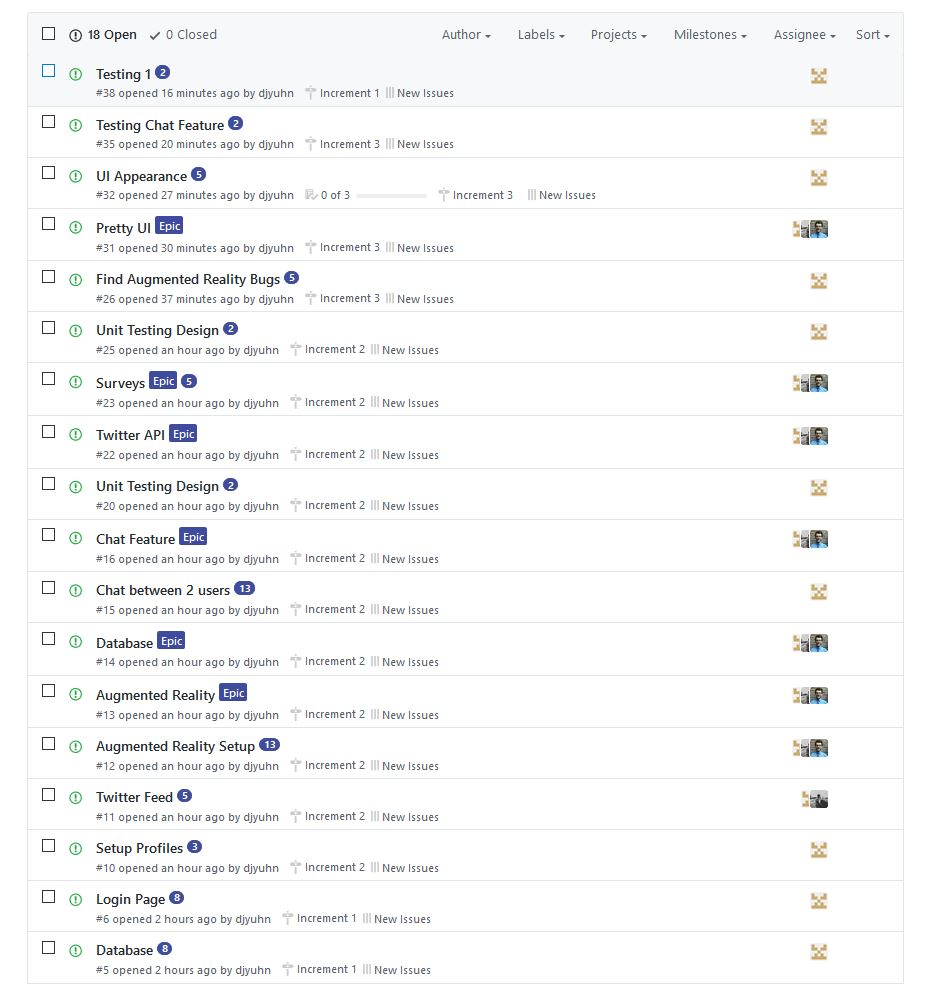 18 Open 0 Closed Author Labels Projects Milestones Assignee Sort
Testing 1 2
#38 opened 16 minutes ago by djyuhn Increment 1 New Issues
Testing Chat Feature 2
#35 opened 20 minutes ago by djyuhn Increment 3 New Issues
UI Appearance 5
#32 opened 27 minutes ago by djyuhn 0 of 3 Increment 3 New Issues
Pretty UI Epic
#31 opened 30 minutes ago by djyuhn Increment 3 New Issues
Find Augmented Reality Bugs 5
#26 opened 37 minutes ago by djyuhn Increment 3 New Issues
Unit Testing Design 2
#25 opened an hour ago by djyuhn Increment 2 New Issues
Surveys Epic 5
#23 opened an hour ago by djyuhn Increment 2 New Issues
Twitter API Epic
#22 opened an hour ago by djyuhn Increment 2 New Issues
Unit Testing Design 2
#20 opened an hour ago by djyuhn Increment 2 New Issues
Chat Feature Epic
#16 opened an hour ago by djyuhn Increment 2 New Issues
Chat between 2 users 13
#15 opened an hour ago by djyuhn Increment 2 New Issues
Database Epic
#14 opened an hour ago by djyuhn Increment 2 New Issues
Augmented Reality Epic
#13 opened an hour ago by djyuhn Increment 2 New Issues
Augmented Reality Setup 13
#12 opened an hour ago by djyuhn Increment 2 New Issues
Twitter Feed 5
#11 opened an hour ago by djyuhn Increment 2 New Issues
Setup Profiles 3
#10 opened an hour ago by djyuhn Increment 2 New Issues
Login Page 8
#6 opened 2 hours ago by djyuhn Increment 1 New Issues
Database 8
#5 opened 2 hours ago by djyuhn Increment 1 New Issues